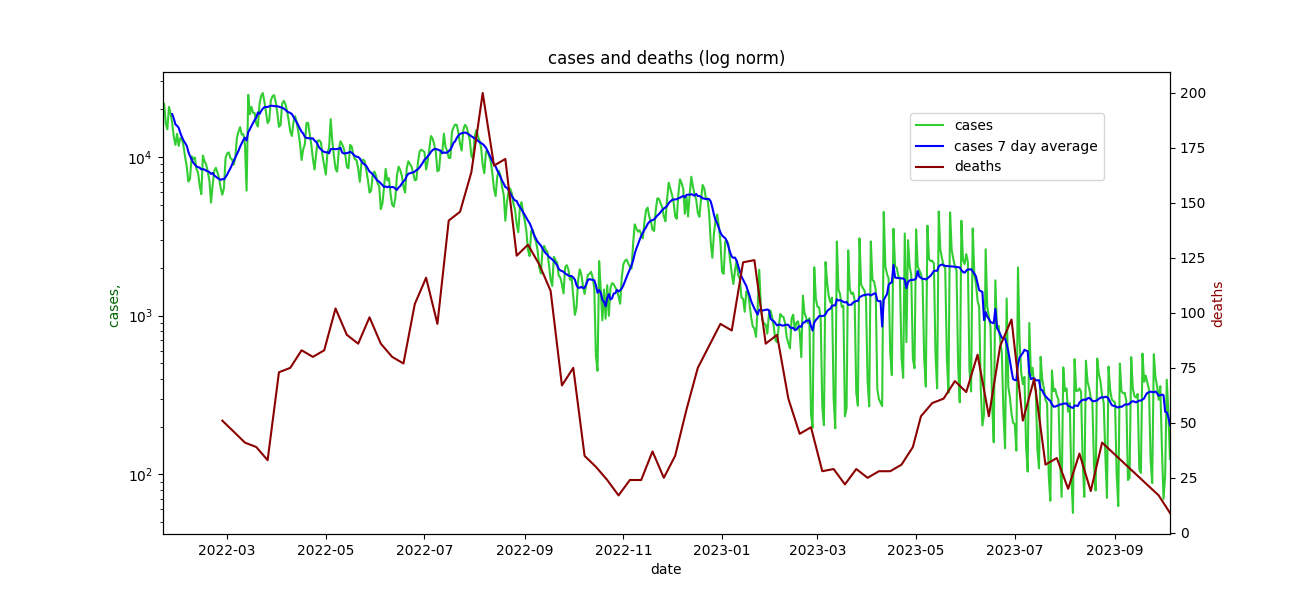 cases and deaths (log norm)
cases
cases 7 day average
deaths
cases,
10^4
10^3
10^2
200
175
150
125
100
75
50
25
0
deaths
2022-03 2022-05 2022-07 2022-09 2022-11 2023-01 2023-03 2023-05 2023-07 2023-09
date